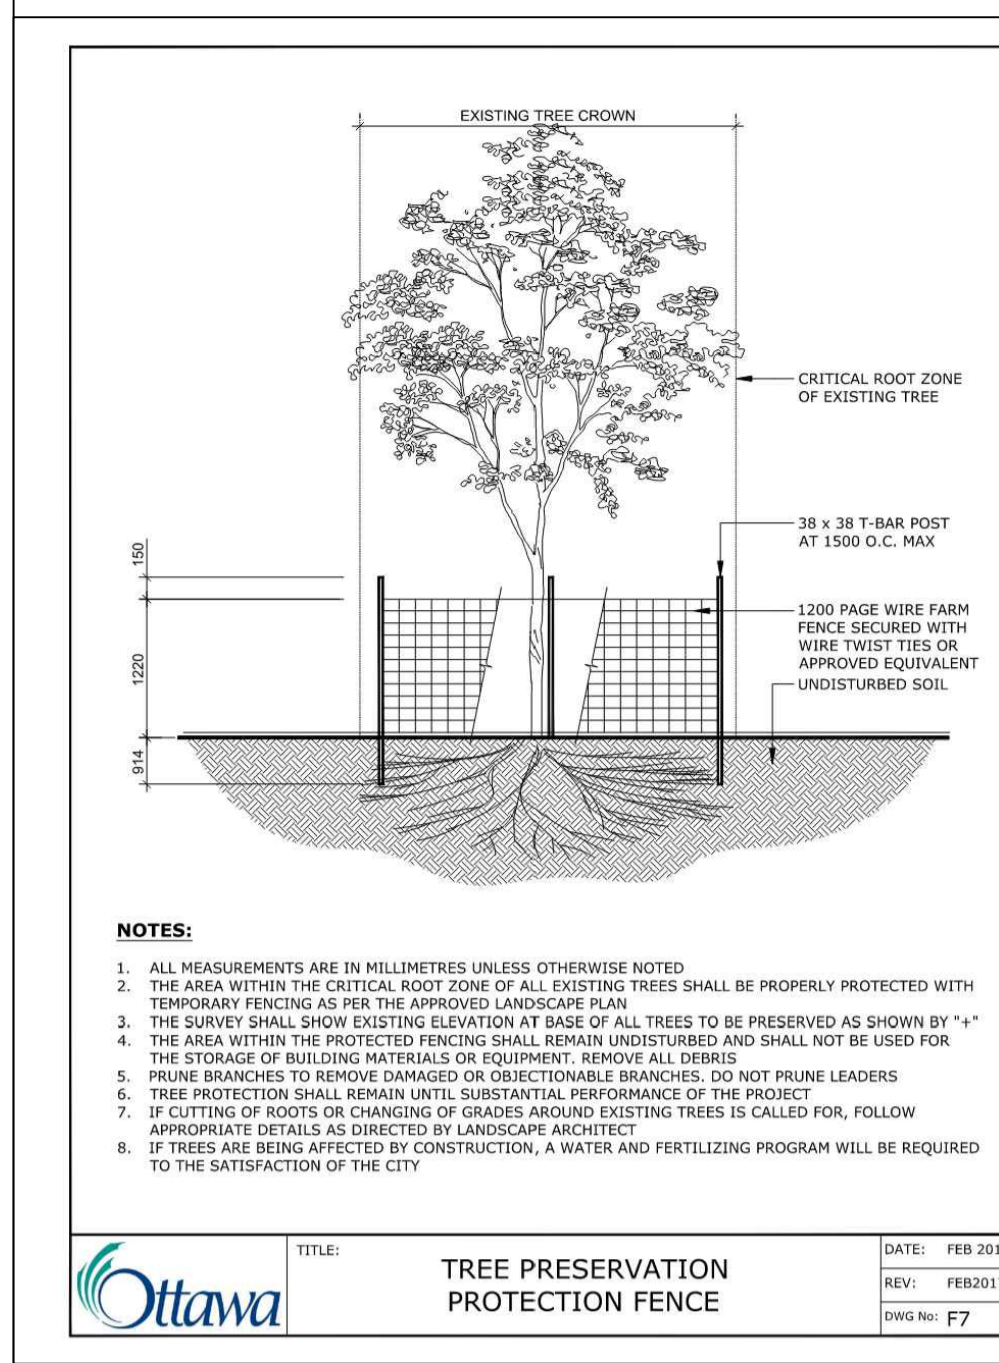 EXISTING TREE CROWN
CRITICAL ROOT ZONE
OF EXISTING TREE
38 x 38 T-BAR POST
AT 1500 O.C. MAX
150
1200 PAGE WIRE FARM
FENCE SECURED WITH
WIRE TWIST TIES OR
APPROVED EQUIVALENT
UNDISTURBED SOIL
1220
914
NOTES:
1. ALL MEASUREMENTS ARE IN MILLIMETRES UNLESS OTHERWISE NOTED
2. THE AREA WITHIN THE CRITICAL ROOT ZONE OF ALL EXISTING TREES SHALL BE PROPERLY PROTECTED WITH
TEMPORARY FENCING AS PER THE APPROVED LANDSCAPE PLAN
3. THE SURVEY SHALL SHOW EXISTING ELEVATION AT BASE OF ALL TREES TO BE PRESERVED AS SHOWN BY "+"
4. THE AREA WITHIN THE PROTECTED FENCING SHALL REMAIN UNDISTURBED AND SHALL NOT BE USED FOR
THE STORAGE OF BUILDING MATERIALS OR EQUIPMENT. REMOVE ALL DEBRIS
5. PRUNE BRANCHES TO REMOVE DAMAGED OR OBJECTIONABLE BRANCHES. DO NOT PRUNE LEADERS
6. TREE PROTECTION SHALL REMAIN UNTIL SUBSTANTIAL PERFORMANCE OF THE PROJECT
7. IF CUTTING OF ROOTS OR CHANGING OF GRADES AROUND EXISTING TREES IS CALLED FOR, FOLLOW
APPROPRIATE DETAILS AS DIRECTED BY LANDSCAPE ARCHITECT
8. IF TREES ARE BEING AFFECTED BY CONSTRUCTION, A WATER AND FERTILIZING PROGRAM WILL BE REQUIRED
TO THE SATISFACTION OF THE CITY
Ottawa
TITLE:
TREE PRESERVATION
PROTECTION FENCE
DATE: FEB 201
REV: FEB201
DWG No: F7